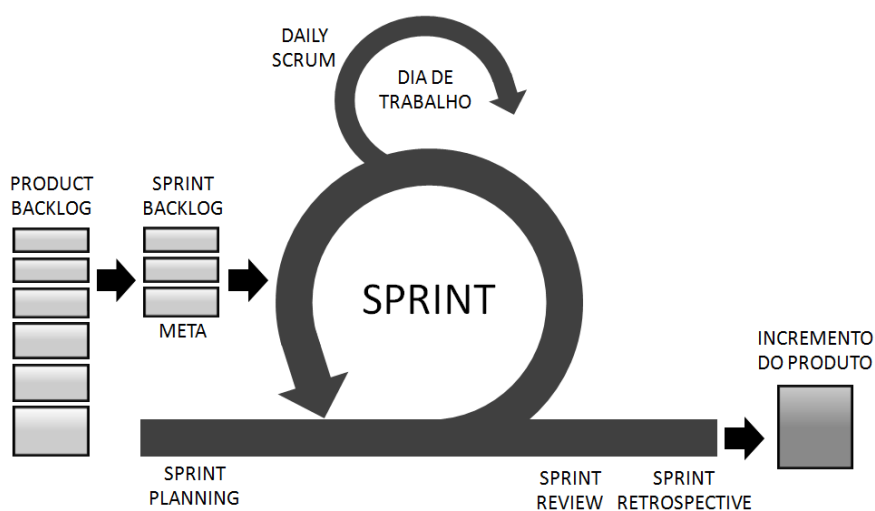 DAILY
SCRUM
DIA DE
TRABALHO
PRODUCT
BACKLOG
SPRINT
BACKLOG
META
SPRINT
INCREMENTO
DO PRODUTO
SPRINT
PLANNING
SPRINT
REVIEW
SPRINT
RETROSPECTIVE